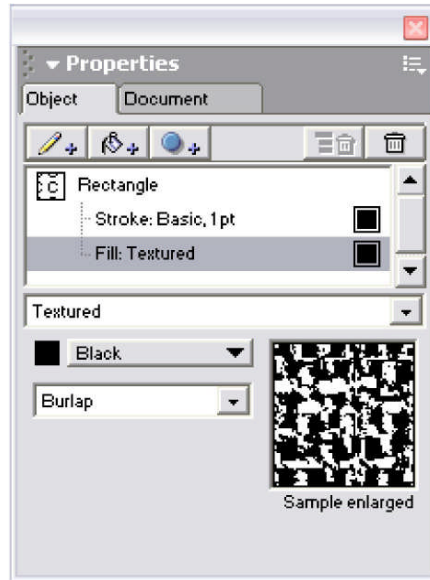 Properties
Object Document
Rectangle
Stroke: Basic, 1pt
Fill: Textured
Textured
Black
Burlap
Sample enlarged